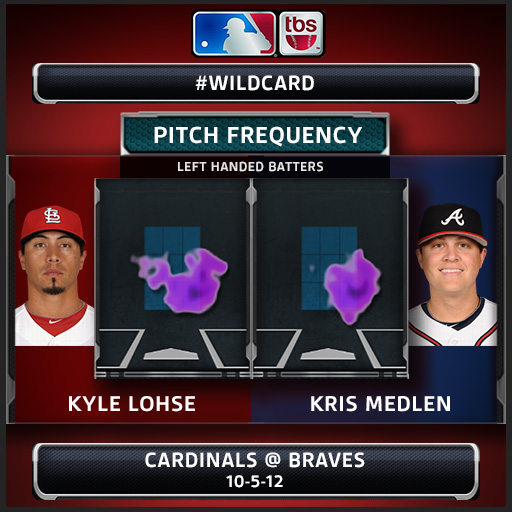 tbs
#WILDCARD
PITCH FREQUENCY
LEFT HANDED BATTERS
KYLE LOHSE
KRIS MEDLEN
CARDINALS @ BRAVES
10-5-12